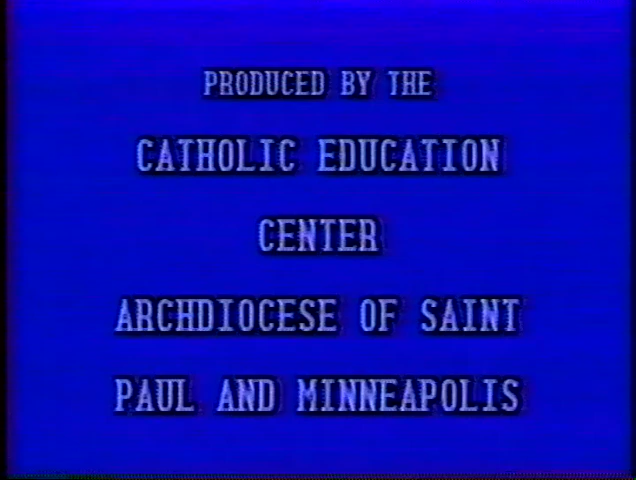 PRODUCED BY THE
CATHOLIC EDUCATION
CENTER
ARCHDIOCESE OF SAINT
PAUL AND MINNEAPOLIS